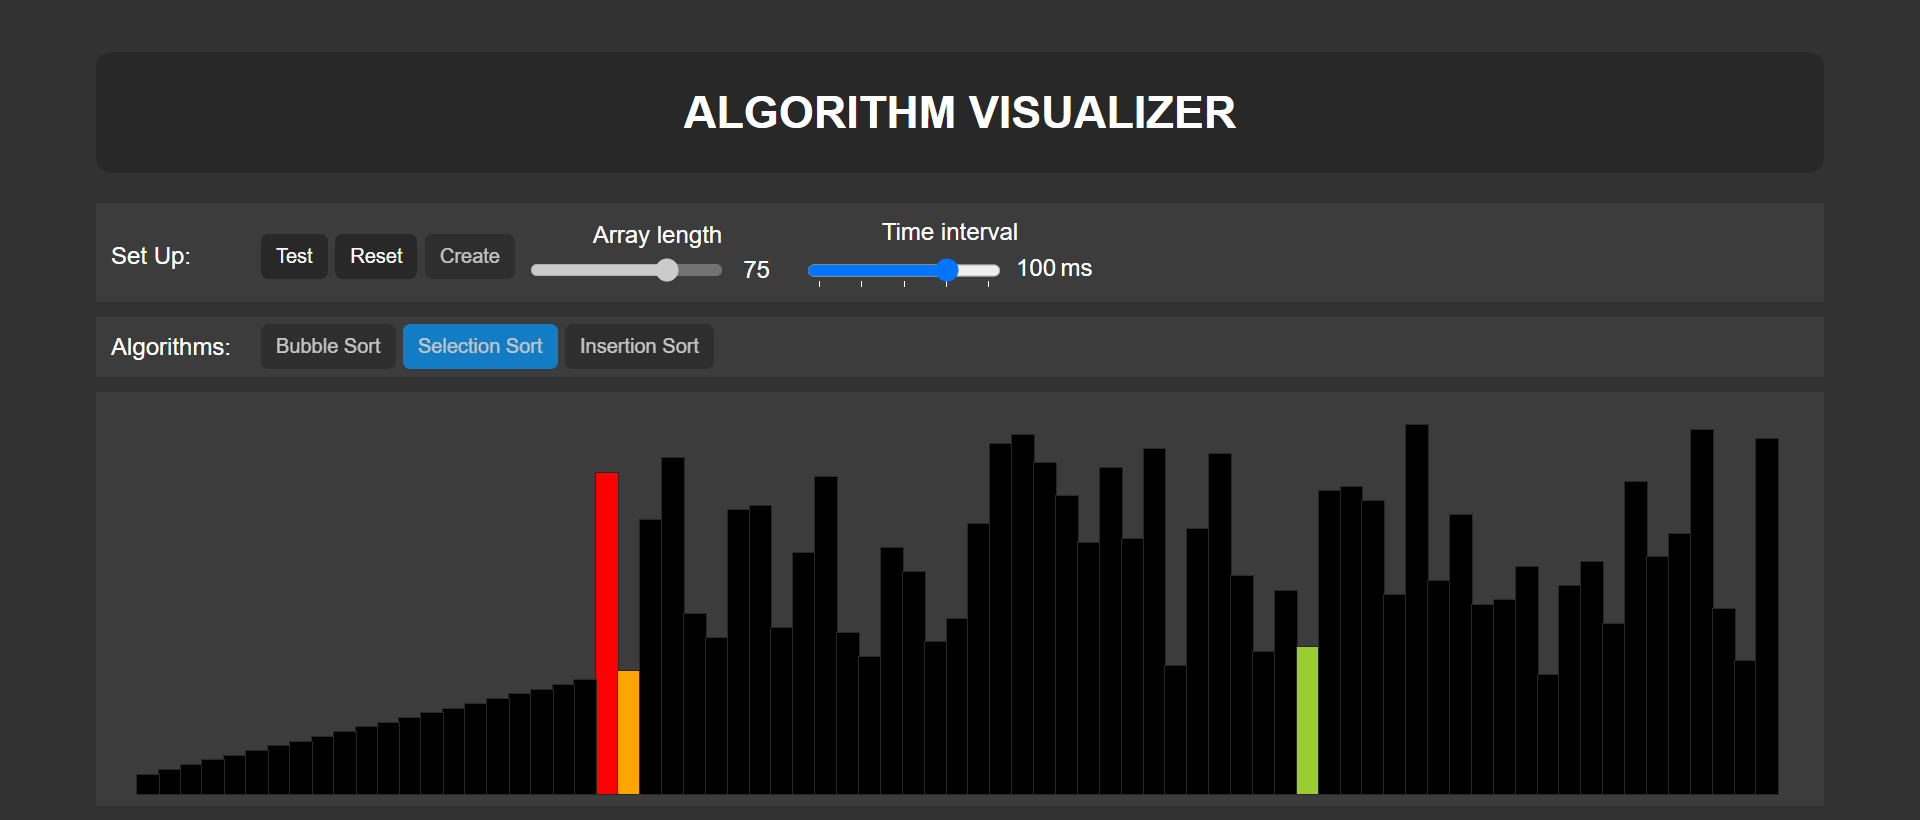 ALGORITHM VISUALIZER
Set Up:
Test
Reset
Create
Array length
75
Time interval
100 ms
Algorithms:
Bubble Sort
Selection Sort
Insertion Sort